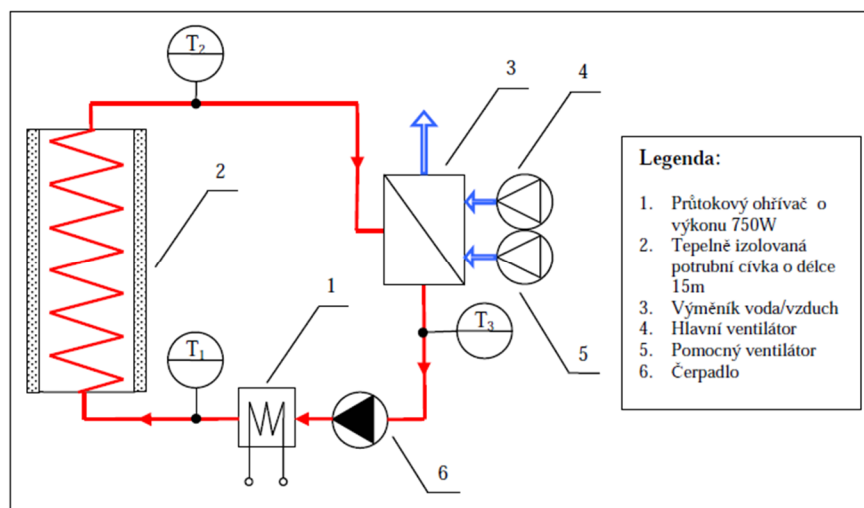 T2
3
4
2
Legenda:
1. Průtokový ohřívač o
výkonu 750W
2. Tepelně izolovaná
potrubní cívka o délce
15m
3. Výměník voda/vzduch
4. Hlavní ventilátor
5. Pomocný ventilátor
6. Čerpadlo
1
T1
T3
5
6